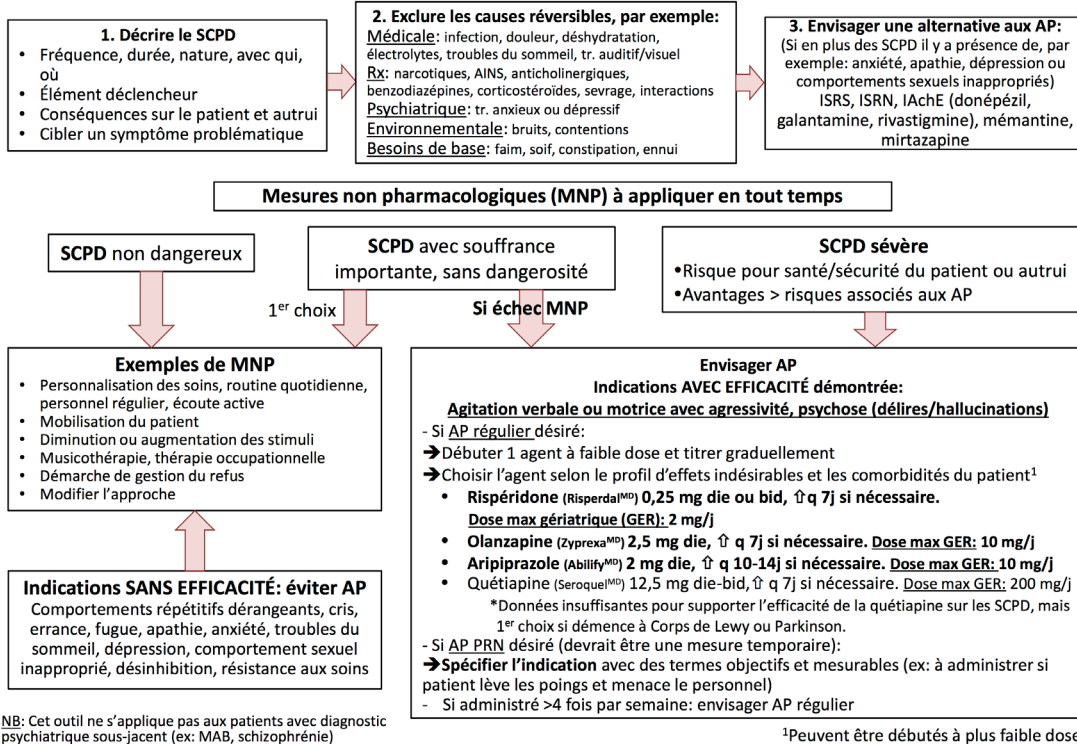 1. Décrire le SCPD
• Fréquence, durée, nature, avec qui,
où
• Élément déclencheur
• Conséquences sur le patient et autrui
• Cibler un symptôme problématique
2. Exclure les causes réversibles, par exemple:
Médicale: infection, douleur, déshydratation,
électrolytes, troubles du sommeil, tr. auditif/visuel
Rx: narcotiques, AINS, anticholinergiques,
benzodiazépines, corticostéroïdes, sevrage, interactions
Psychiatrique: tr. anxieux ou dépressif
Environnementale: bruits, contentions
Besoins de base: faim, soif, constipation, ennui
3. Envisager une alternative aux AP:
(Si en plus des SCPD il y a présence de, par
exemple: anxiété, apathie, dépression ou
comportements sexuels inappropriés)
ISRS, ISRN, IAchE (donépézil,
galantamine, rivastigmine), mémantine,
mirtazapine
Mesures non pharmacologiques (MNP) à appliquer en tout temps
SCPD non dangereux
SCPD avec souffrance
importante, sans dangerosité
SCPD sévère
•Risque pour santé/sécurité du patient ou autrui
•Avantages > risques associés aux AP
1er choix
Si échec MNP
Exemples de MNP
• Personnalisation des soins, routine quotidienne,
personnel régulier, écoute active
• Mobilisation du patient
• Diminution ou augmentation des stimuli
• Musicothérapie, thérapie occupationnelle
• Démarche de gestion du refus
• Modifier l'approche
Indications SANS EFFICACITÉ: éviter AP
Comportements répétitifs dérangeants, cris,
errance, fugue, apathie, anxiété, troubles du
sommeil, dépression, comportement sexuel
inapproprié, désinhibition, résistance aux soins
Envisager AP
Indications AVEC EFFICACITÉ démontrée:
Agitation verbale ou motrice avec agressivité, psychose (délires/hallucinations)
- Si AP régulier désiré:
➔Débuter 1 agent à faible dose et titrer graduellement
➔Choisir l'agent selon le profil d'effets indésirables et les comorbidités du patient¹
• Rispéridone (RisperdalMD) 0,25 mg die ou bid, ⇧q 7j si nécessaire.
Dose max gériatrique (GER): 2 mg/j
• Olanzapine (ZyprexaMD) 2,5 mg die, ⇧ q 7j si nécessaire. Dose max GER: 10 mg/j
• Aripiprazole (AbilifyMD) 2 mg die, ⇧ q 10-14j si nécessaire. Dose max GER: 10 mg/j
• Quétiapine (SeroquelMD) 12,5 mg die-bid,⇧ q 7j si nécessaire. Dose max GER: 200 mg/j
*Données insuffisantes pour supporter l'efficacité de la quétiapine sur les SCPD, mais
1er choix si démence à Corps de Lewy ou Parkinson.
- Si AP PRN désiré (devrait être une mesure temporaire):
➔Spécifier l'indication avec des termes objectifs et mesurables (ex: à administrer si
patient lève les poings et menace le personnel)
- Si administré >4 fois par semaine: envisager AP régulier
NB: Cet outil ne s'applique pas aux patients avec diagnostic
psychiatrique sous-jacent (ex: MAB, schizophrénie)
¹Peuvent être débutés à plus faible dose